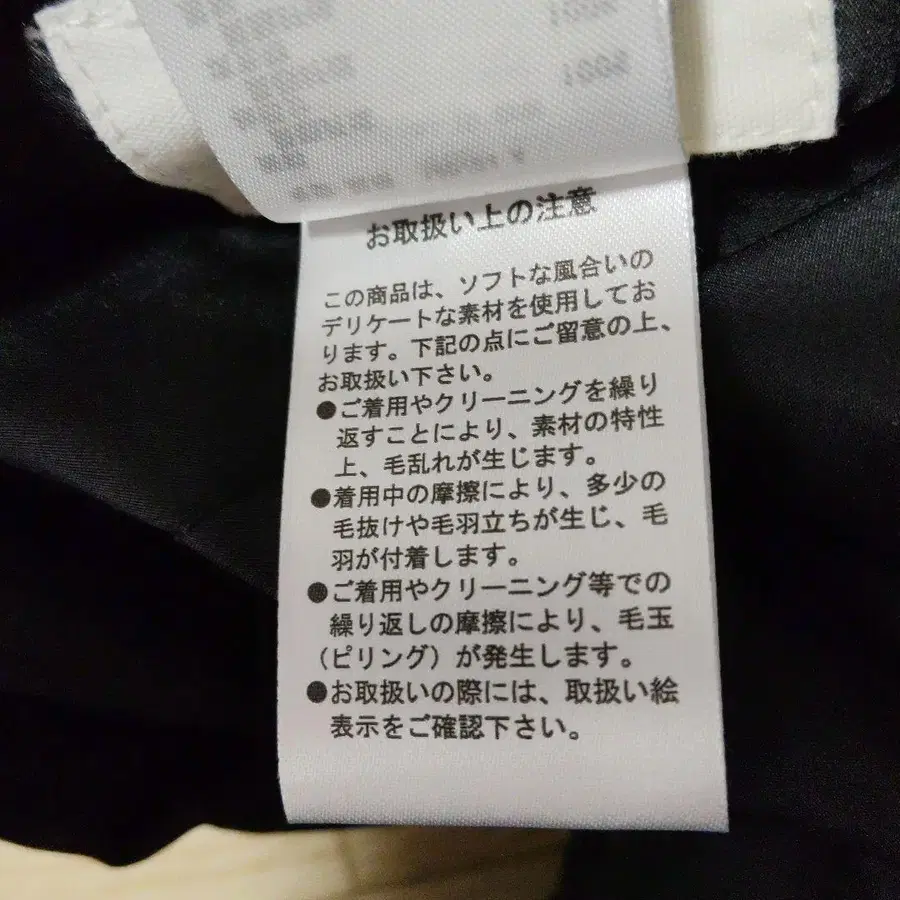 お取扱い上の注意
この商品は、ソフトな風合いの
デリケートな素材を使用してお
ります。下記の点にご留意の上、
お取扱い下さい。
●ご着用やクリーニングを繰り
返すことにより、素材の特性
上、毛乱れが生じます。
●着用中の摩擦により、多少の
毛抜けや毛羽立ちが生じ、毛
羽が付着します。
●ご着用やクリーニング等での
繰り返しの摩擦により、毛玉
(ピリング)が発生します。
●お取扱いの際には、取扱い絵
表示をご確認下さい。